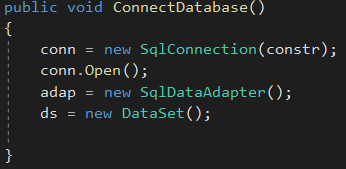 public void ConnectDatabase()
{
    conn = new SqlConnection(constr);
    conn.Open();
    adap = new SqlDataAdapter();
    ds = new DataSet();
}